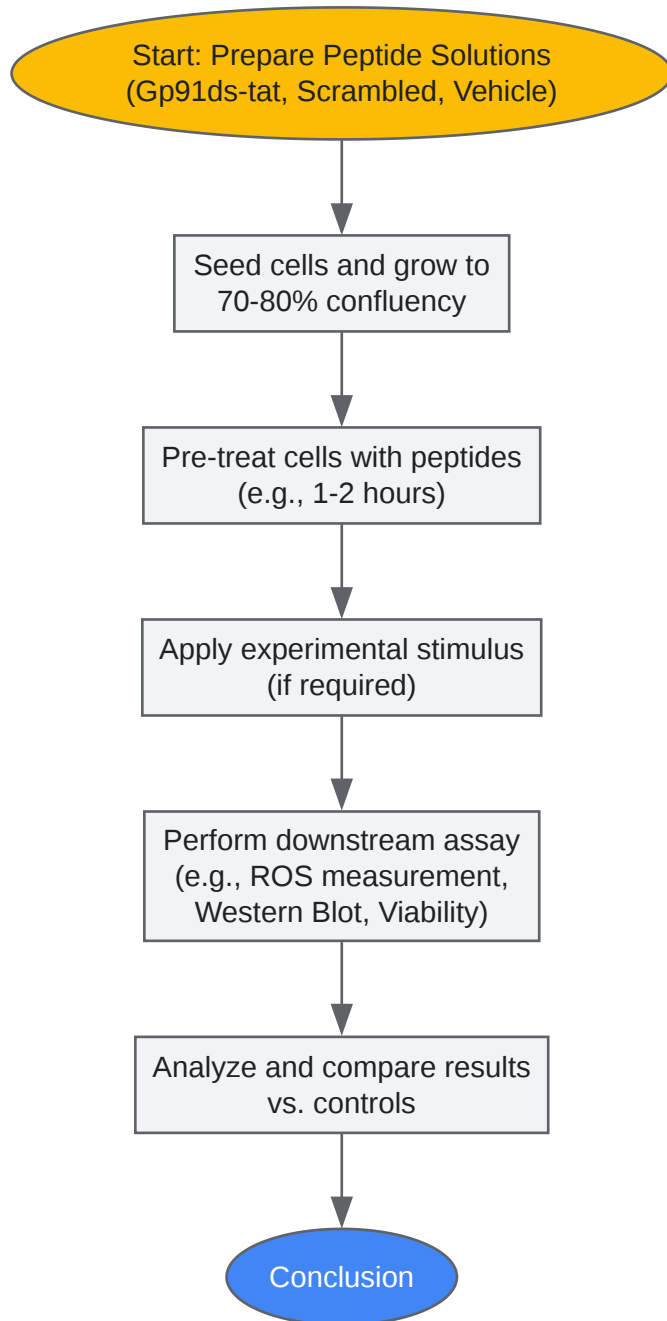 Start: Prepare Peptide Solutions
(Gp91ds-tat, Scrambled, Vehicle)
Seed cells and grow to
70-80% confluency
Pre-treat cells with peptides
(e.g., 1-2 hours)
Apply experimental stimulus
(if required)
Perform downstream assay
(e.g., ROS measurement,
Western Blot, Viability)
Analyze and compare results
vs. controls
Conclusion